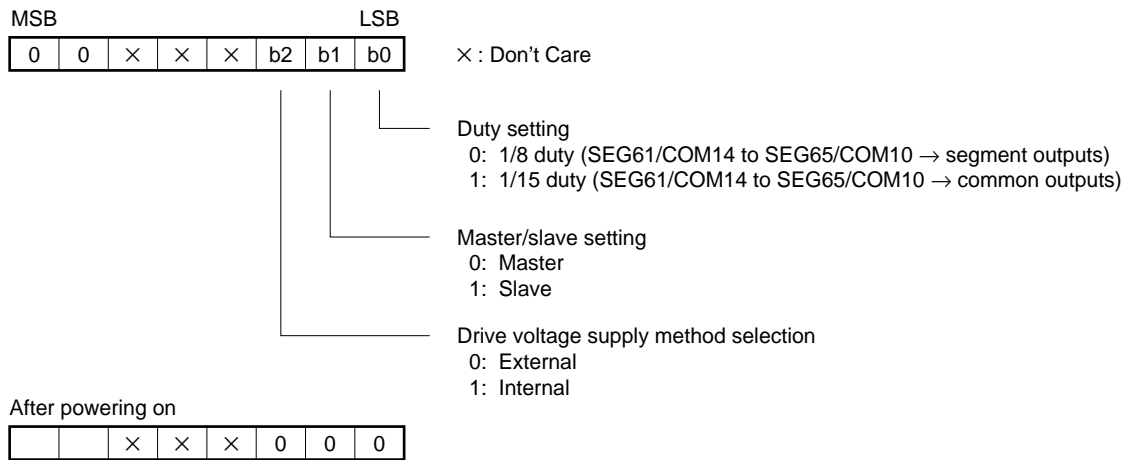 MSB LSB
0 0 × × × b2 b1 b0 × : Don't Care
Duty setting
0: 1/8 duty (SEG61/COM14 to SEG65/COM10 → segment outputs)
1: 1/15 duty (SEG61/COM14 to SEG65/COM10 → common outputs)
Master/slave setting
0: Master
1: Slave
Drive voltage supply method selection
0: External
1: Internal
After powering on
× × × 0 0 0